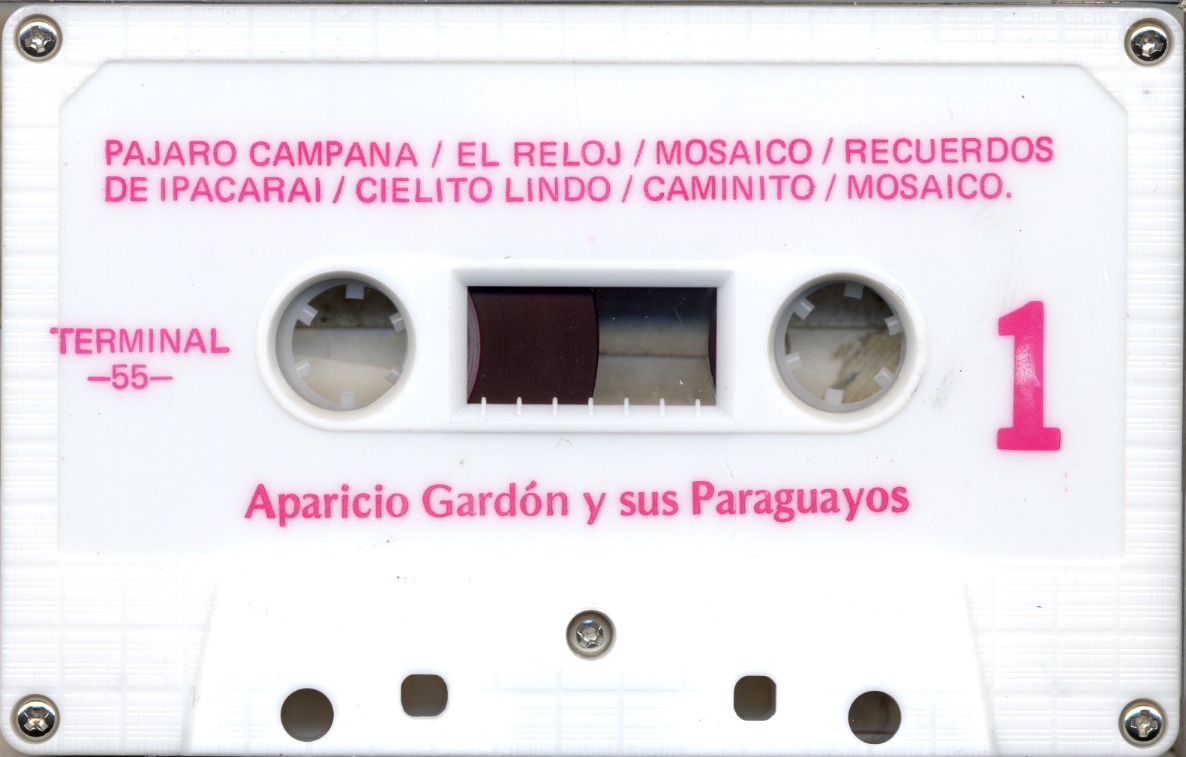 PAJARO CAMPANA / EL RELOJ / MOSAICO / RECUERDOS
DE IPACARAI / CIELITO LINDO / CAMINITO / MOSAICO.
TERMINAL
—55—
1
Aparicio Gardón y sus Paraguayos